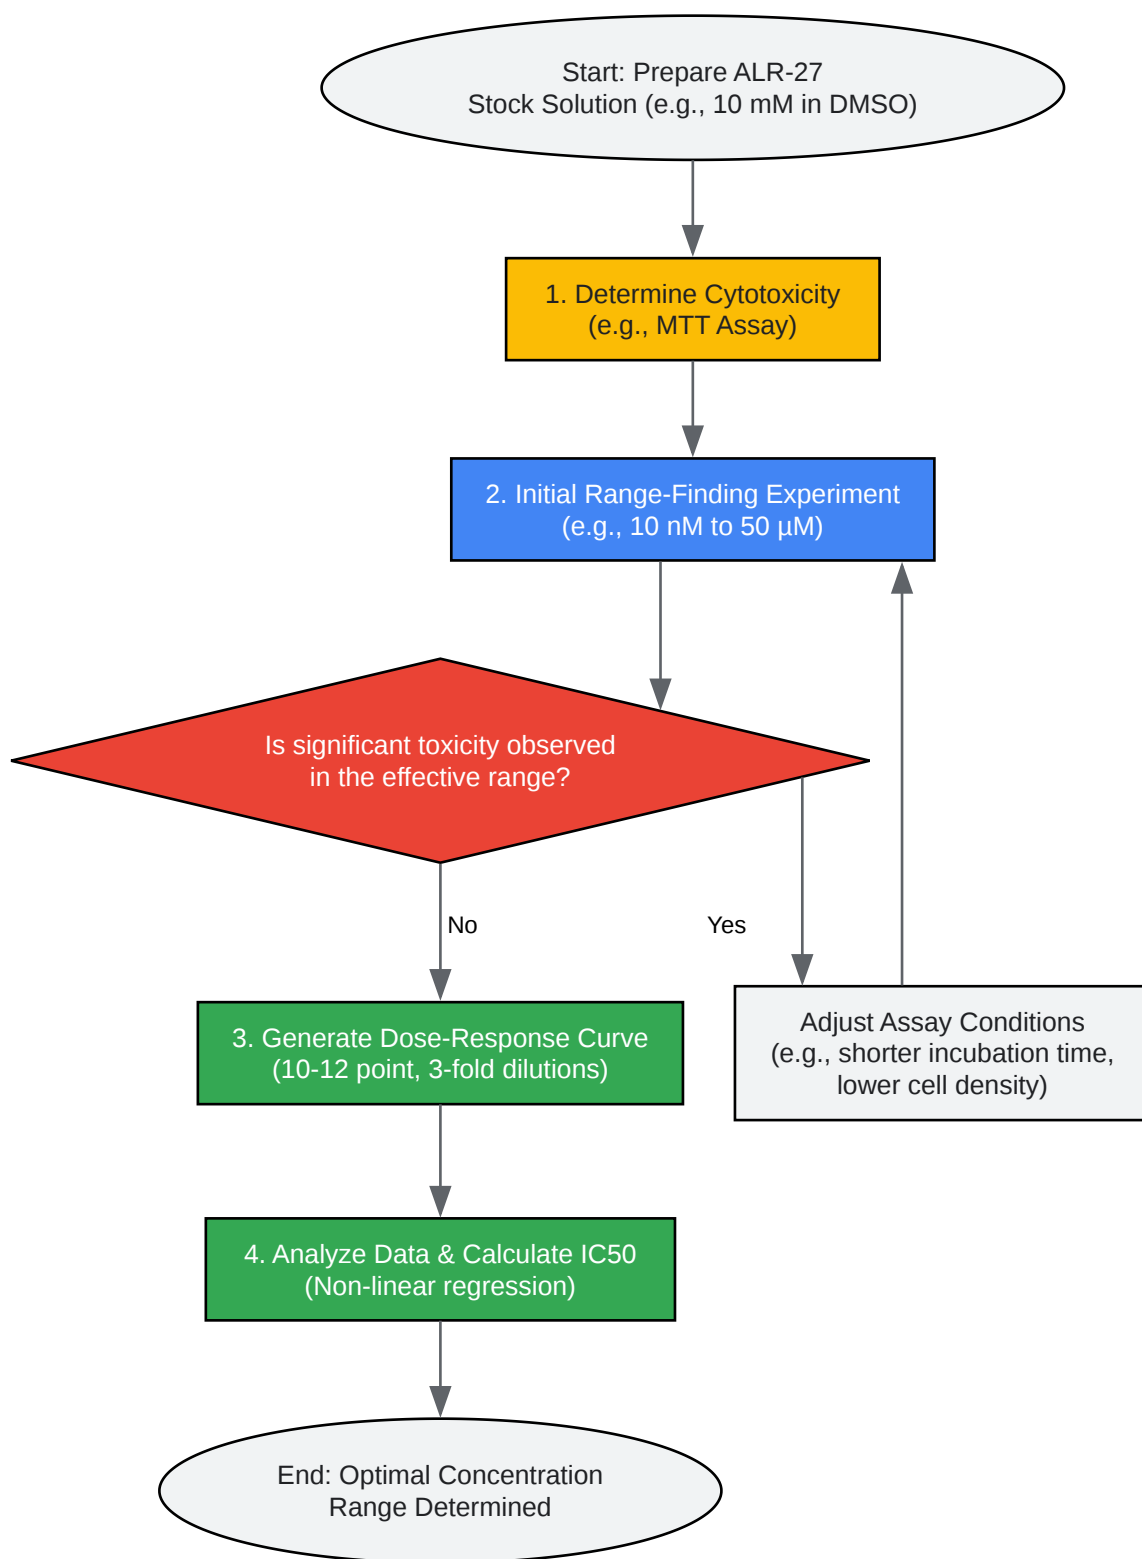 Start: Prepare ALR-27
Stock Solution (e.g., 10 mM in DMSO)
1. Determine Cytotoxicity
(e.g., MTT Assay)
2. Initial Range-Finding Experiment
(e.g., 10 nM to 50 µM)
Is significant toxicity observed
in the effective range?
No
Yes
3. Generate Dose-Response Curve
(10-12 point, 3-fold dilutions)
Adjust Assay Conditions
(e.g., shorter incubation time,
lower cell density)
4. Analyze Data & Calculate IC50
(Non-linear regression)
End: Optimal Concentration
Range Determined